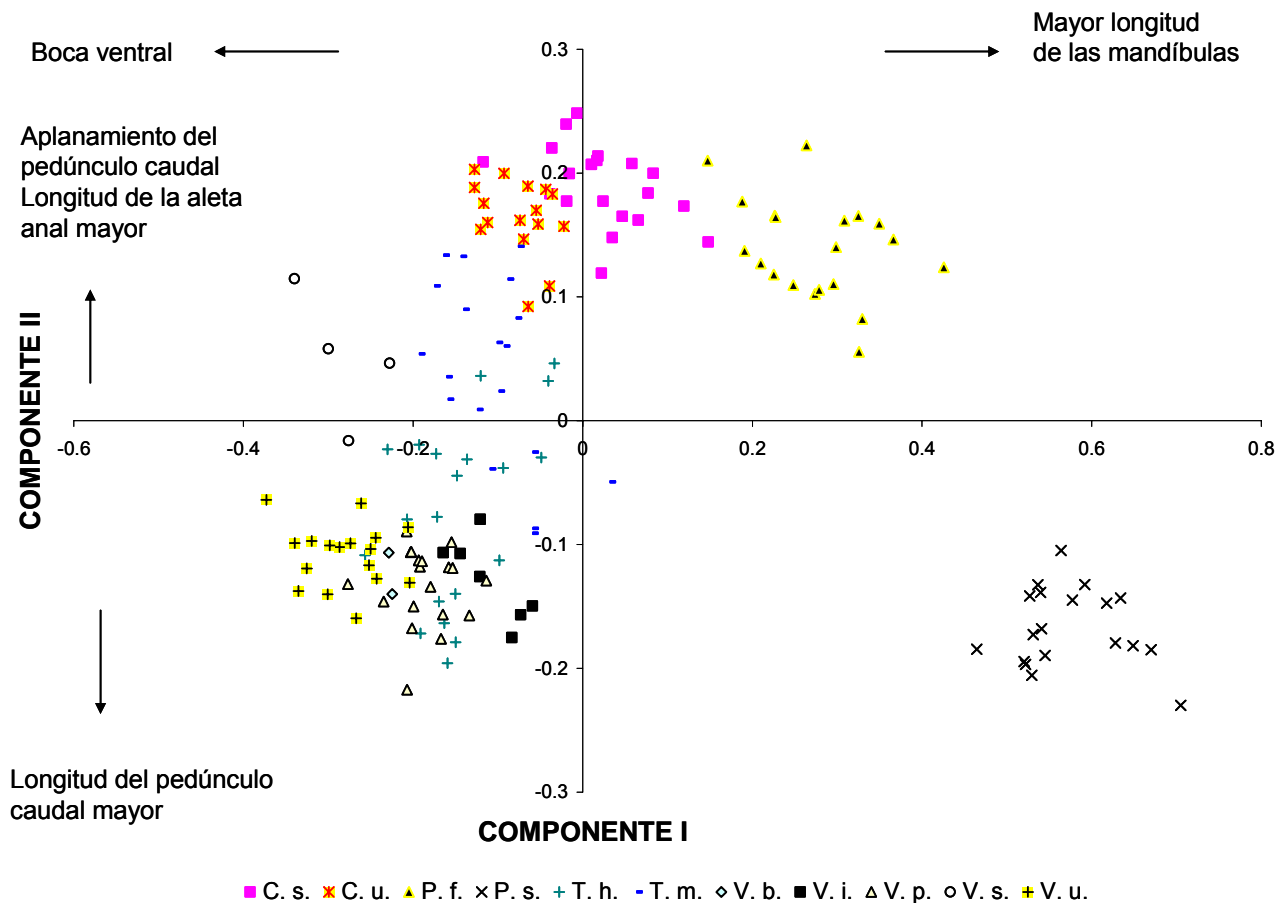 Boca ventral
Mayor longitud
de las mandíbulas
Aplanamiento del
pedúnculo caudal
Longitud de la aleta
anal mayor
COMPONENTE II
0.3
0.2
0.1
0
-0.1
-0.2
-0.3
-0.6
-0.4
-0.2
0
0.2
0.4
0.6
0.8
Longitud del pedúnculo
caudal mayor
COMPONENTE I
C. s. C. u. P. f. P. s. T. h. T. m. V. b. V. i. V. p. V. s. V. u.